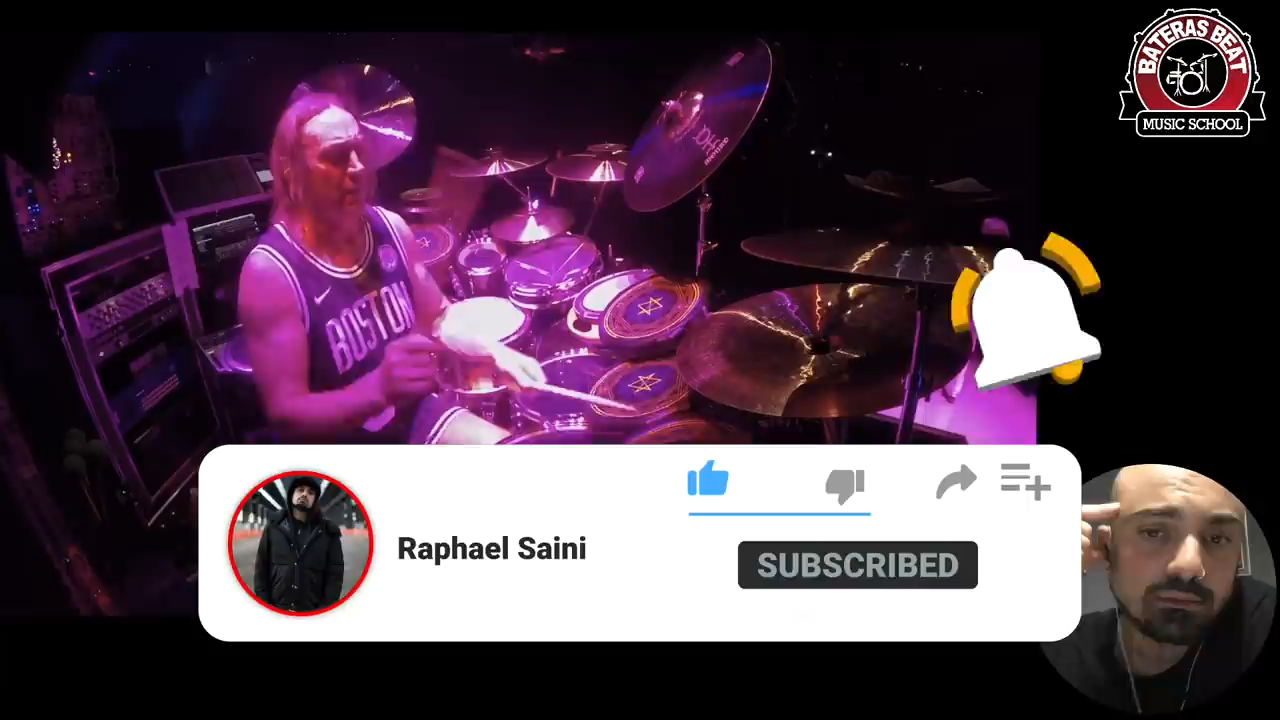 BATERAS BEAT
MUSIC SCHOOL
BOSTON
Raphael Saini
SUBSCRIBED